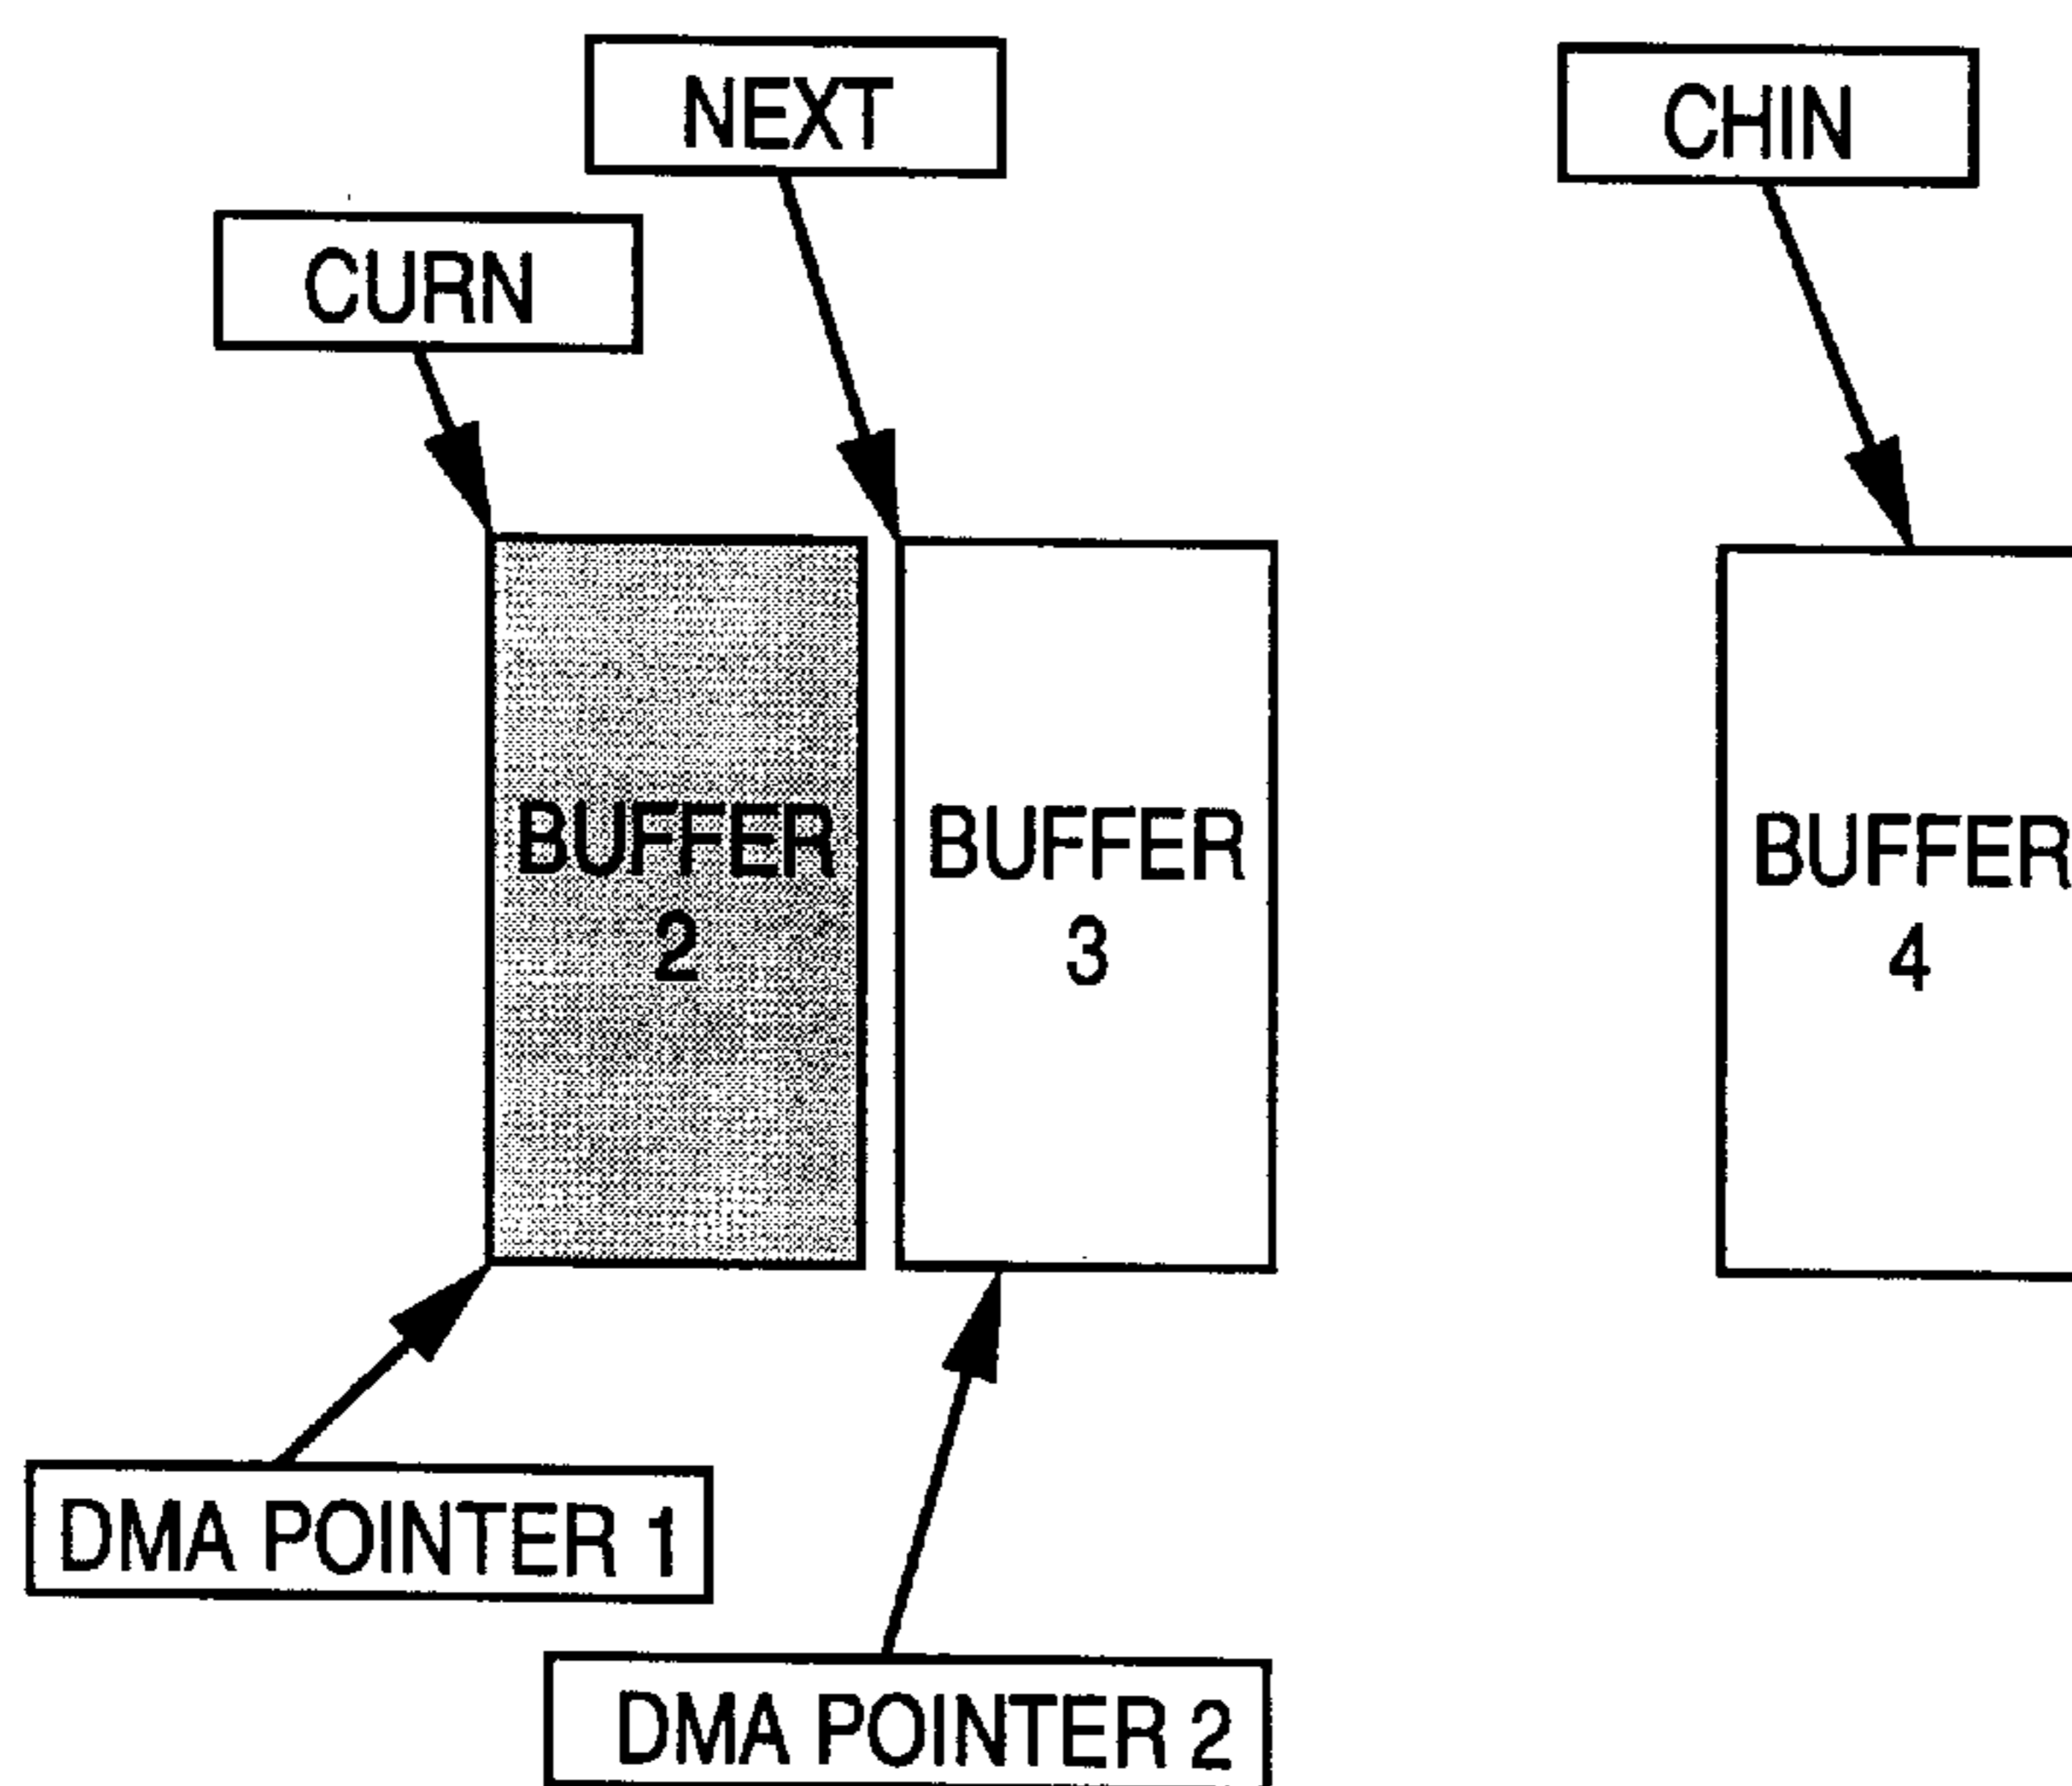 NEXT
CHIN
CURN
BUFFER
2
BUFFER
3
BUFFER
4
DMA POINTER 1
DMA POINTER 2